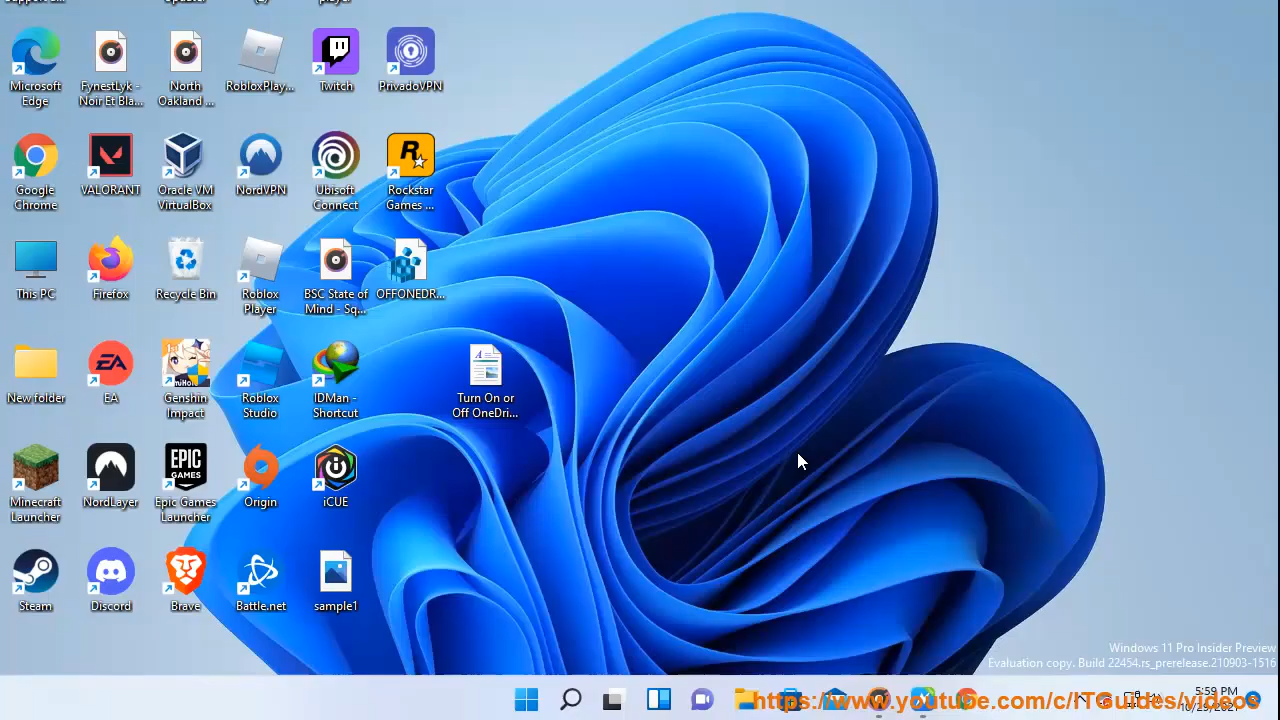 Microsoft
Edge
FynestLyk -
Noir Et Bla...
North
Oakland ...
RobloxPlay...
Twitch
PrivadoVPN
Google
Chrome
VALORANT
Oracle VM
VirtualBox
NordVPN
Ubisoft
Connect
R
Rockstar
Games ...
This PC
Firefox
Recycle Bin
Roblox
Player
BSC State of
Mind - Sq...
OFFONEDR...
New folder
EA
EA
Genshin
Impact
Roblox
Studio
IDMan -
Shortcut
Turn On or
Off OneDri...
Minecraft
Launcher
NordLayer
EPIC
GAMES
Epic Games
Launcher
Origin
iCUE
Steam
Discord
Brave
Battle.net
sample1
Windows 11 Pro Insider Preview
Evaluation copy. Build 22454.rs_prerelease.210903-1516
5:59 PM
https://www.youtube.com/c/ITGuides/videos